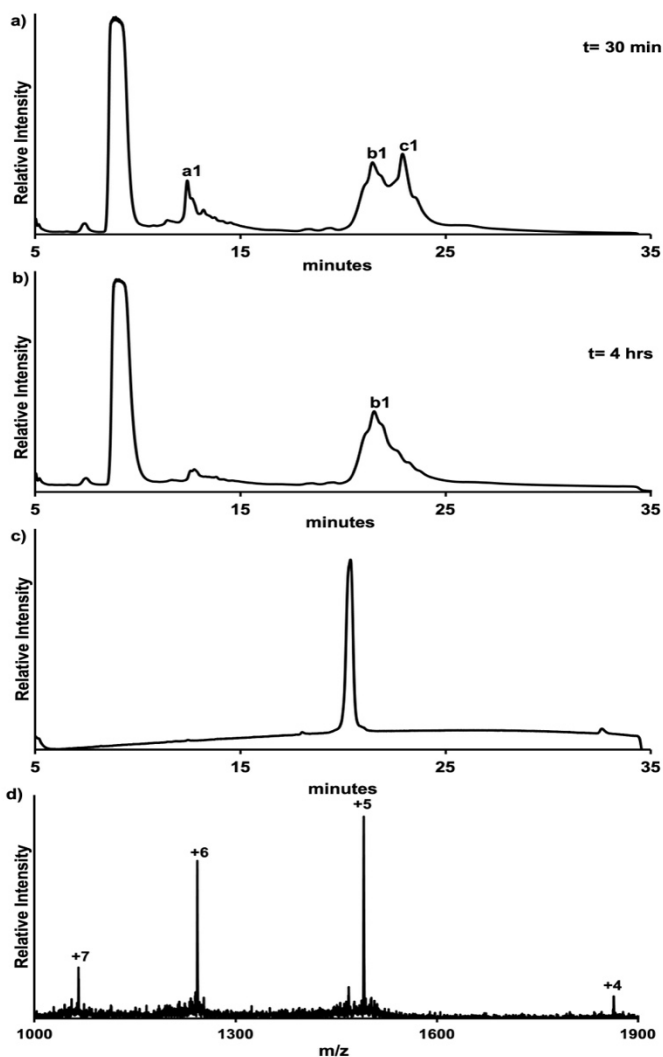 a)
t= 30 min
Relative Intensity
a1
b1
c1
5
15
25
35
minutes
b)
t= 4 hrs
Relative Intensity
b1
5
15
25
35
minutes
c)
Relative Intensity
5
15
25
35
minutes
d)
Relative Intensity
+7
+6
+5
+4
1000
1300
1600
1900
m/z